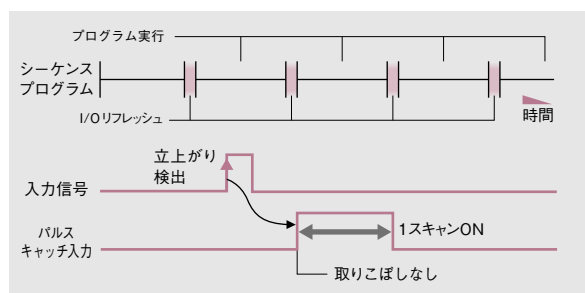 プログラム実行
シーケンス
プログラム
I/Oリフレッシュ
時間
立上がり
検出
入力信号
パルス
キャッチ入力
1スキャンON
取りこぼしなし